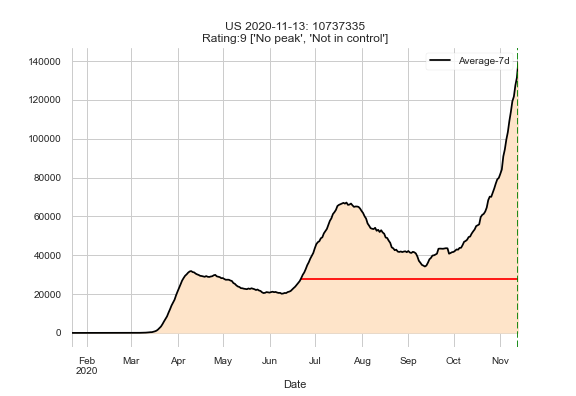 US 2020-11-13: 10737335
Rating:9 ['No peak', 'Not in control']
Average-7d
140000
120000
100000
80000
60000
40000
20000
0
Feb Mar Apr May Jun Jul Aug Sep Oct Nov
2020
Date